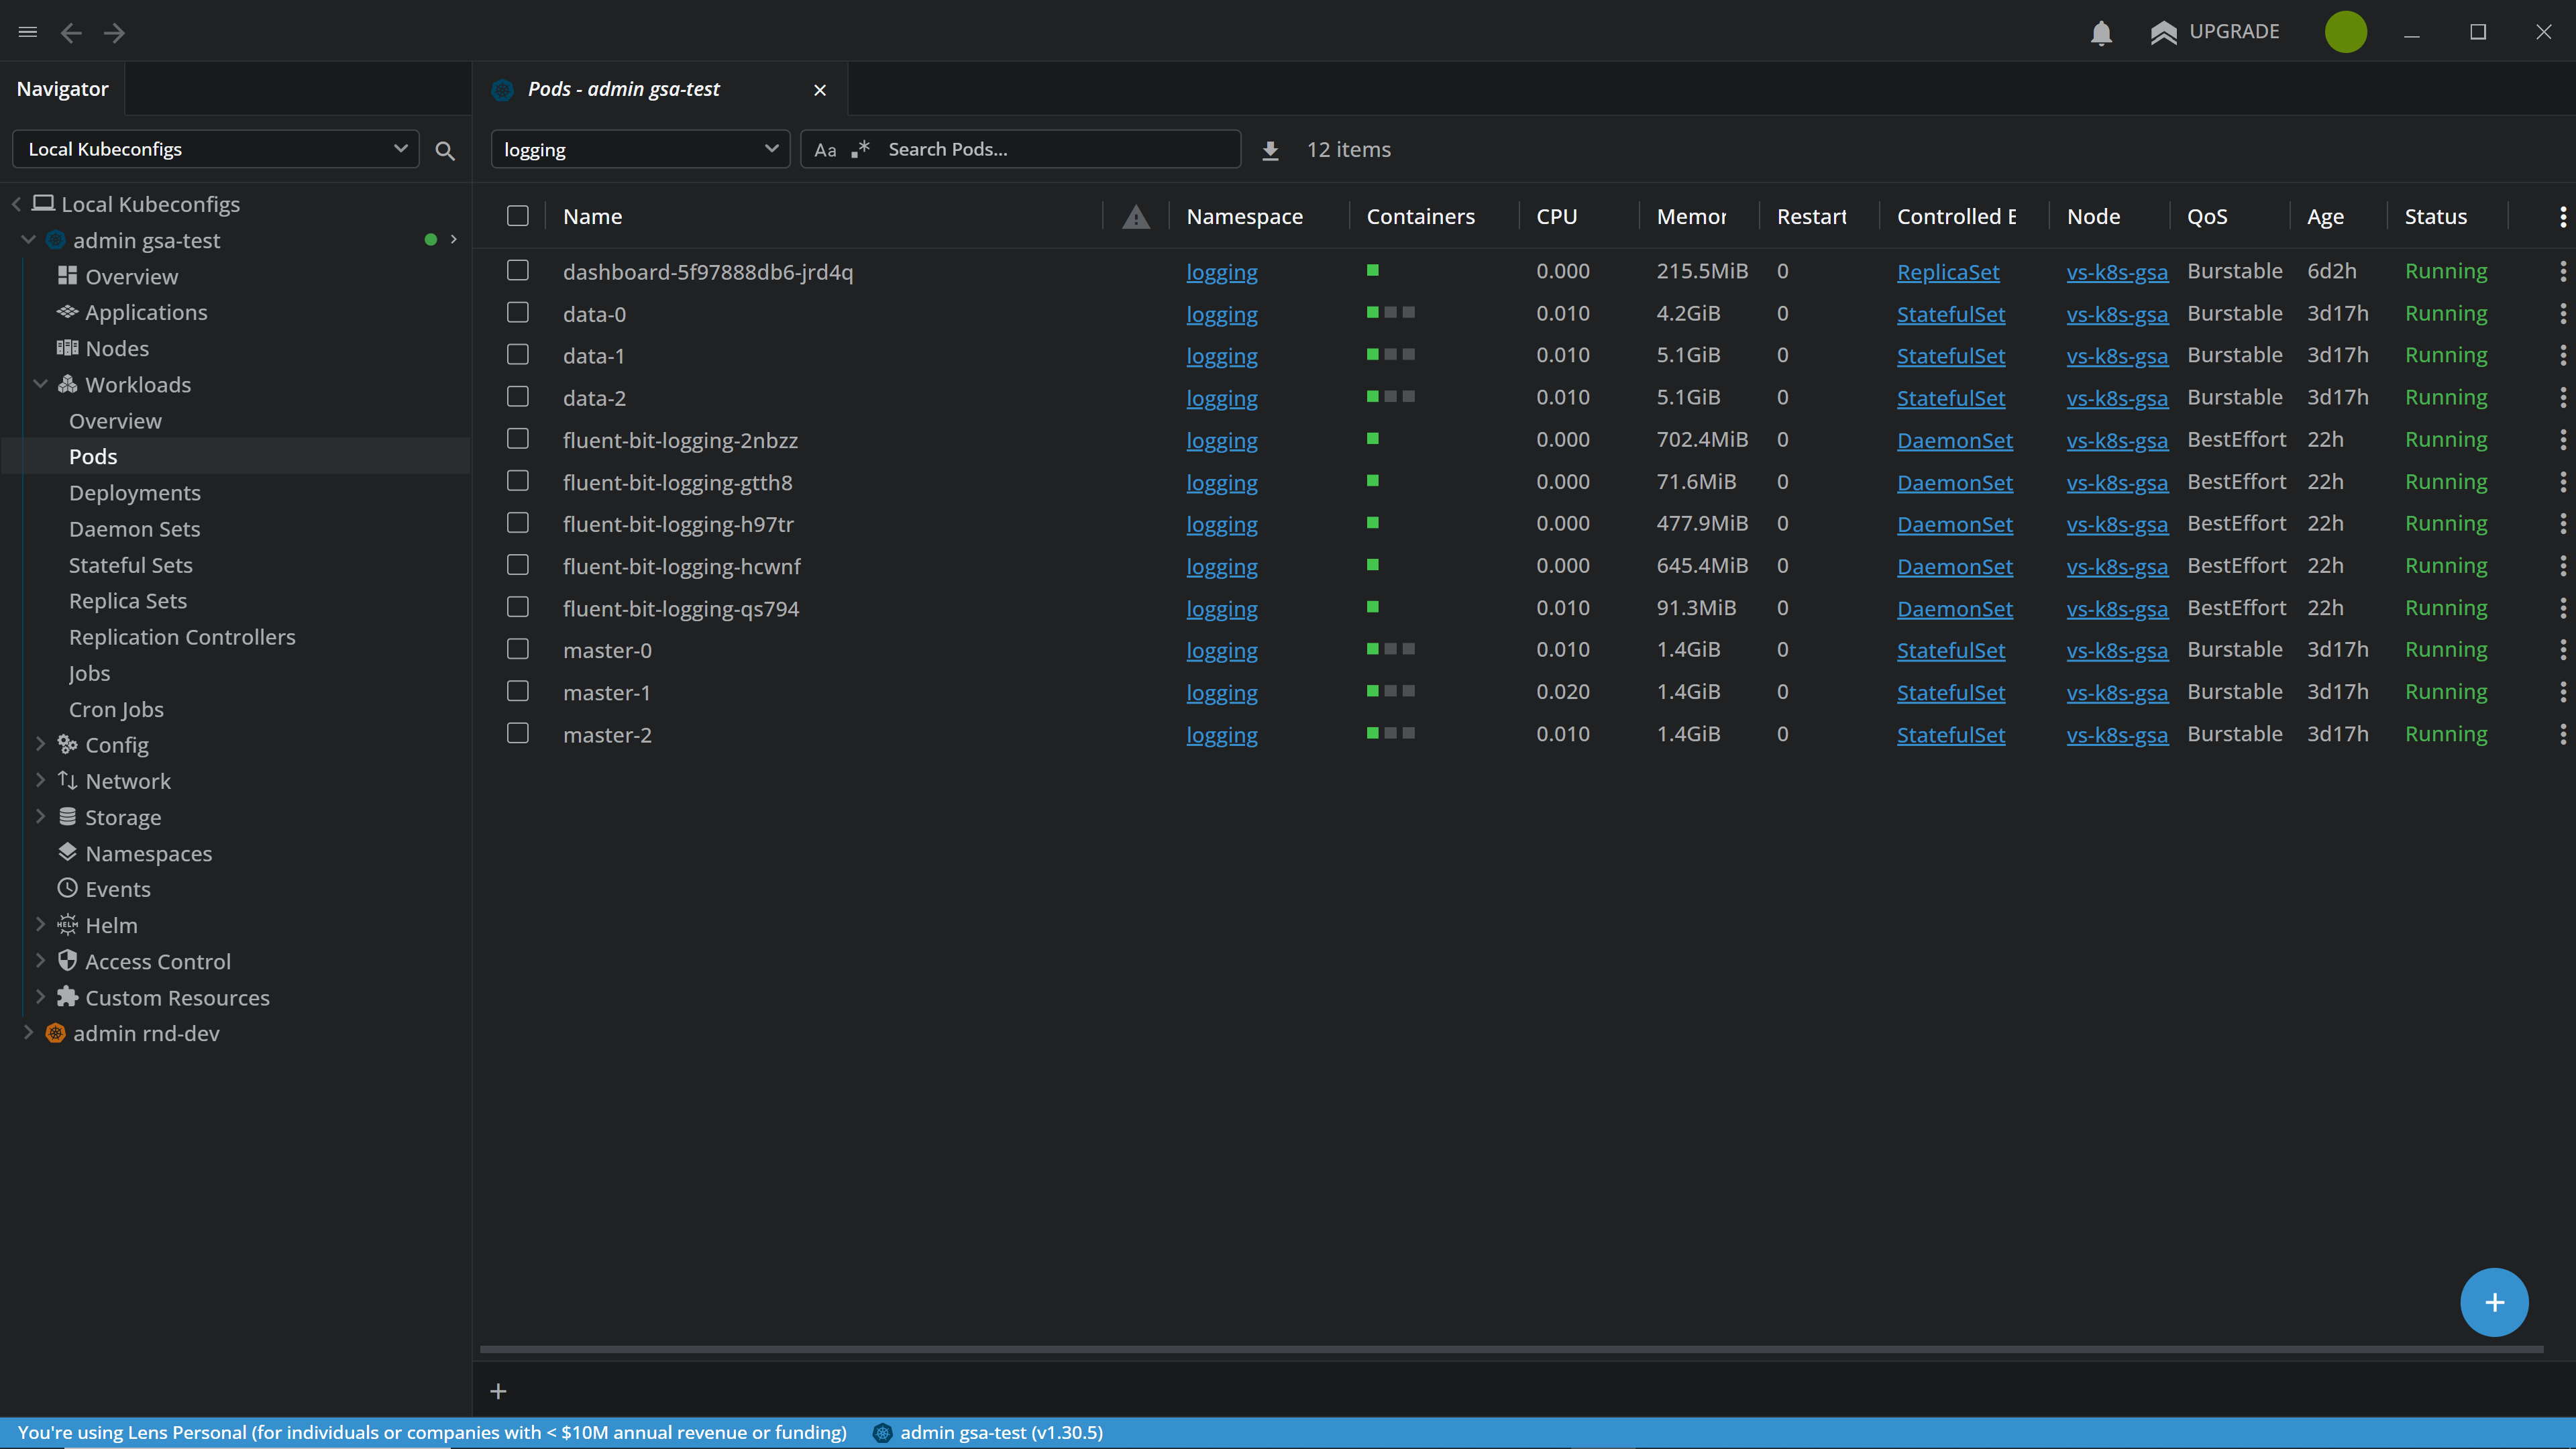 UPGRADE
Navigator
Pods - admin gsa-test
Local Kubeconfigs
logging
Aa
Search Pods...
12 items
Local Kubeconfigs
admin gsa-test
Overview
Applications
Nodes
Workloads
Overview
Pods
Deployments
Daemon Sets
Stateful Sets
Replica Sets
Replication Controllers
Jobs
Cron Jobs
Config
Network
Storage
Namespaces
Events
HELM Helm
Access Control
Custom Resources
admin rnd-dev
Name Namespace Containers CPU Memor Restart Controlled B Node QoS Age Status
dashboard-5f97888db6-jrd4q logging 0.000 215.5MiB 0 ReplicaSet vs-k8s-gsa Burstable 6d2h Running
data-0 logging 0.010 4.2GiB 0 StatefulSet vs-k8s-gsa Burstable 3d17h Running
data-1 logging 0.010 5.1GiB 0 StatefulSet vs-k8s-gsa Burstable 3d17h Running
data-2 logging 0.010 5.1GiB 0 StatefulSet vs-k8s-gsa Burstable 3d17h Running
fluent-bit-logging-2nbzz logging 0.000 702.4MiB 0 DaemonSet vs-k8s-gsa BestEffort 22h Running
fluent-bit-logging-gtth8 logging 0.000 71.6MiB 0 DaemonSet vs-k8s-gsa BestEffort 22h Running
fluent-bit-logging-h97tr logging 0.000 477.9MiB 0 DaemonSet vs-k8s-gsa BestEffort 22h Running
fluent-bit-logging-hcwnf logging 0.000 645.4MiB 0 DaemonSet vs-k8s-gsa BestEffort 22h Running
fluent-bit-logging-qs794 logging 0.010 91.3MiB 0 DaemonSet vs-k8s-gsa BestEffort 22h Running
master-0 logging 0.010 1.4GiB 0 StatefulSet vs-k8s-gsa Burstable 3d17h Running
master-1 logging 0.020 1.4GiB 0 StatefulSet vs-k8s-gsa Burstable 3d17h Running
master-2 logging 0.010 1.4GiB 0 StatefulSet vs-k8s-gsa Burstable 3d17h Running
You're using Lens Personal (for individuals or companies with < $10M annual revenue or funding) admin gsa-test (v1.30.5)